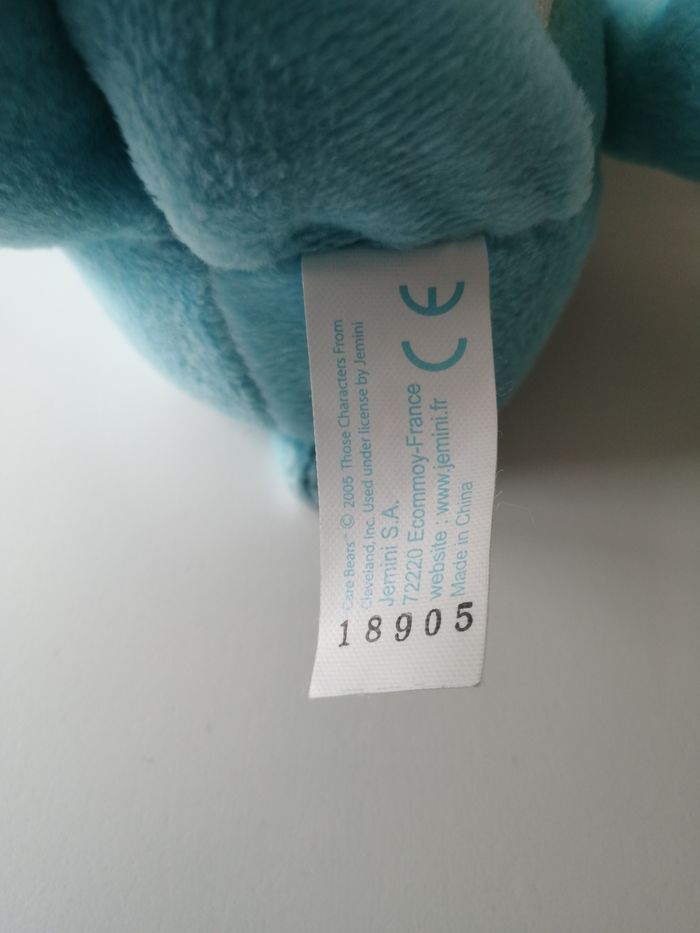 Care Bears™ © 2005 Those Characters From
Cleveland, Inc. Used under license by Jemini
Jemini S.A.
72220 Ecommoy-France
website : www.jemini.fr
Made in China
CE
18905